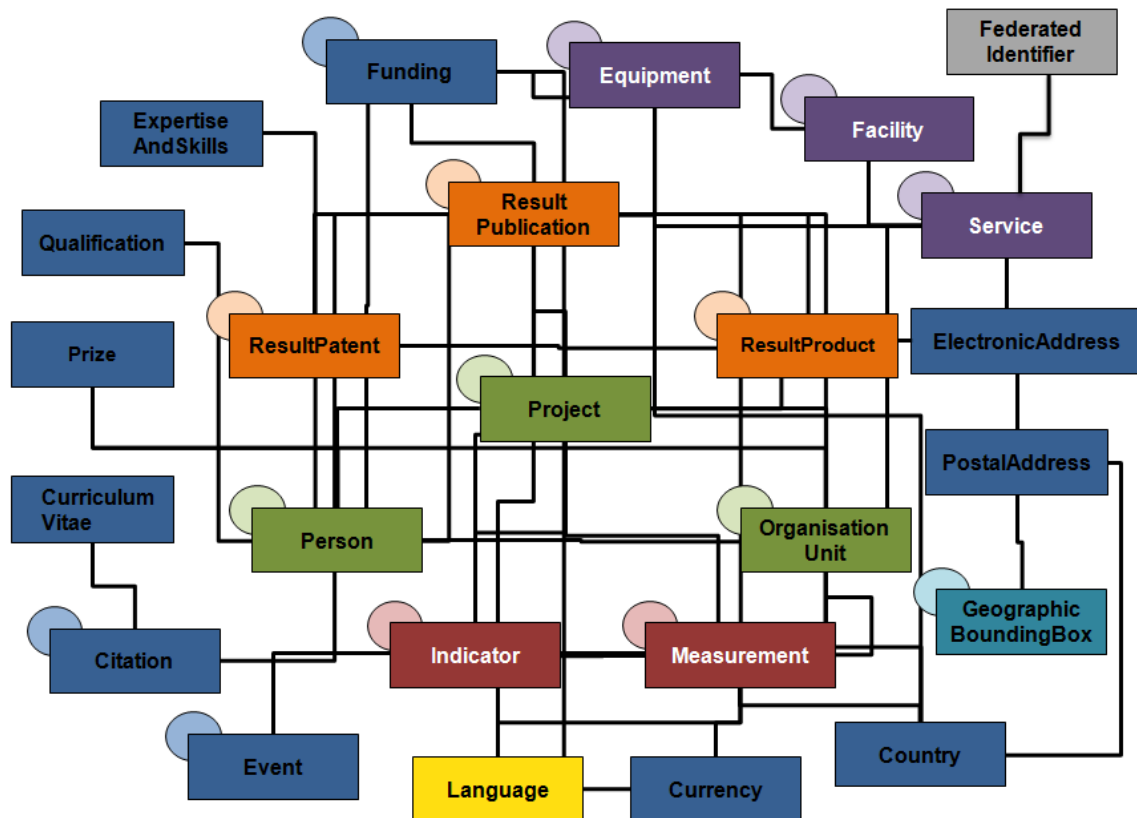 Federated
Identifier
Funding
Equipment
Expertise
AndSkills
Facility
Result
Publication
Service
Qualification
Prize
ResultPatent
ResultProduct
ElectronicAddress
Project
PostalAddress
Curriculum
Vitae
Person
Organisation
Unit
Geographic
BoundingBox
Citation
Indicator
Measurement
Event
Country
Language
Currency